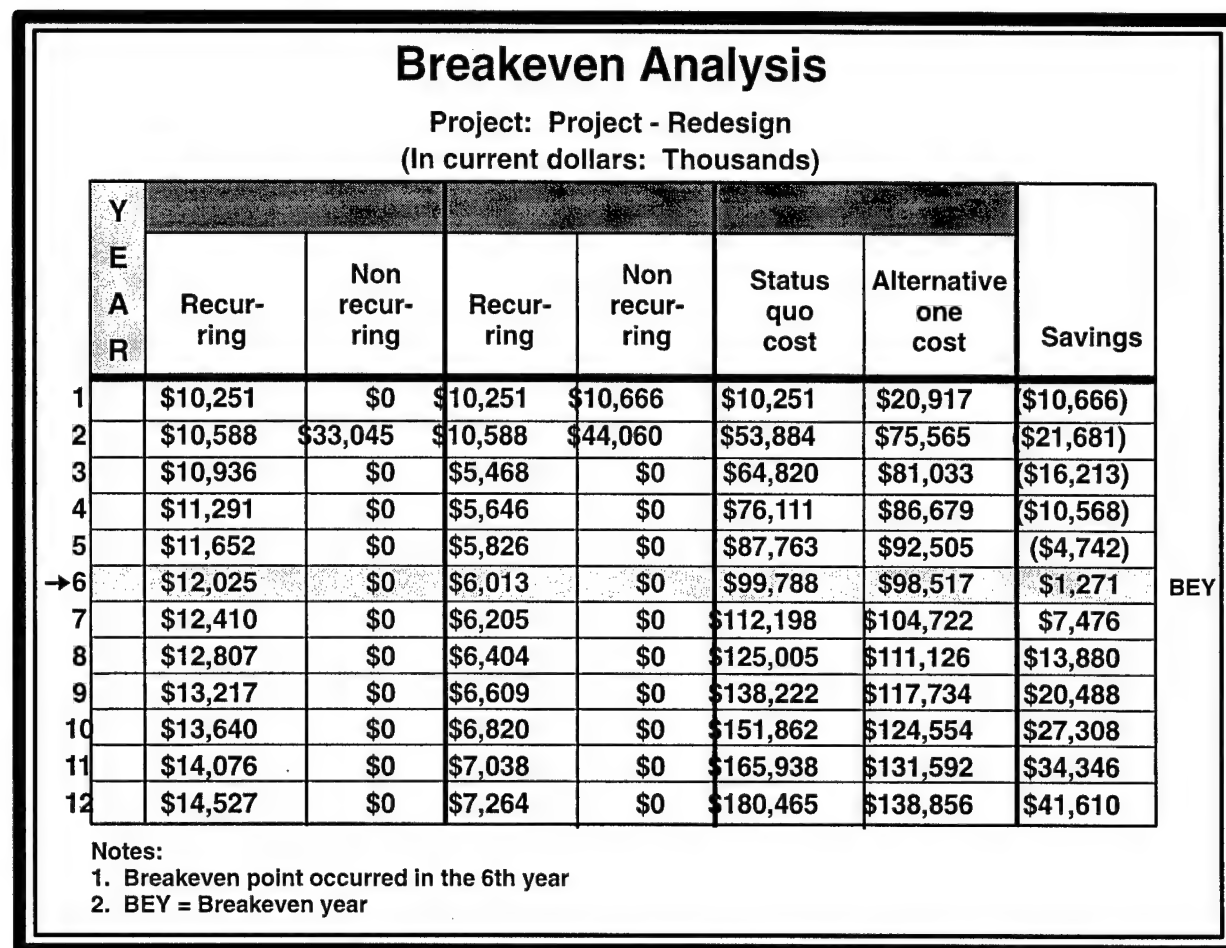 Breakeven Analysis
Project: Project - Redesign
(In current dollars: Thousands)
Y E A R
Recur-
ring
Non
recur-
ring
Recur-
ring
Non
recur-
ring
Status
quo
cost
Alternative
one
cost
Savings
1 $10,251 $0 $10,251 $10,666 $10,251 $20,917 ($10,666)
2 $10,588 $33,045 $10,588 $44,060 $53,884 $75,565 ($21,681)
3 $10,936 $0 $5,468 $0 $64,820 $81,033 ($16,213)
4 $11,291 $0 $5,646 $0 $76,111 $86,679 ($10,568)
5 $11,652 $0 $5,826 $0 $87,763 $92,505 ($4,742)
→6 $12,025 $0 $6,013 $0 $99,788 $98,517 $1,271 BEY
7 $12,410 $0 $6,205 $0 $112,198 $104,722 $7,476
8 $12,807 $0 $6,404 $0 $125,005 $111,126 $13,880
9 $13,217 $0 $6,609 $0 $138,222 $117,734 $20,488
10 $13,640 $0 $6,820 $0 $151,862 $124,554 $27,308
11 $14,076 $0 $7,038 $0 $165,938 $131,592 $34,346
12 $14,527 $0 $7,264 $0 $180,465 $138,856 $41,610
Notes:
1. Breakeven point occurred in the 6th year
2. BEY = Breakeven year